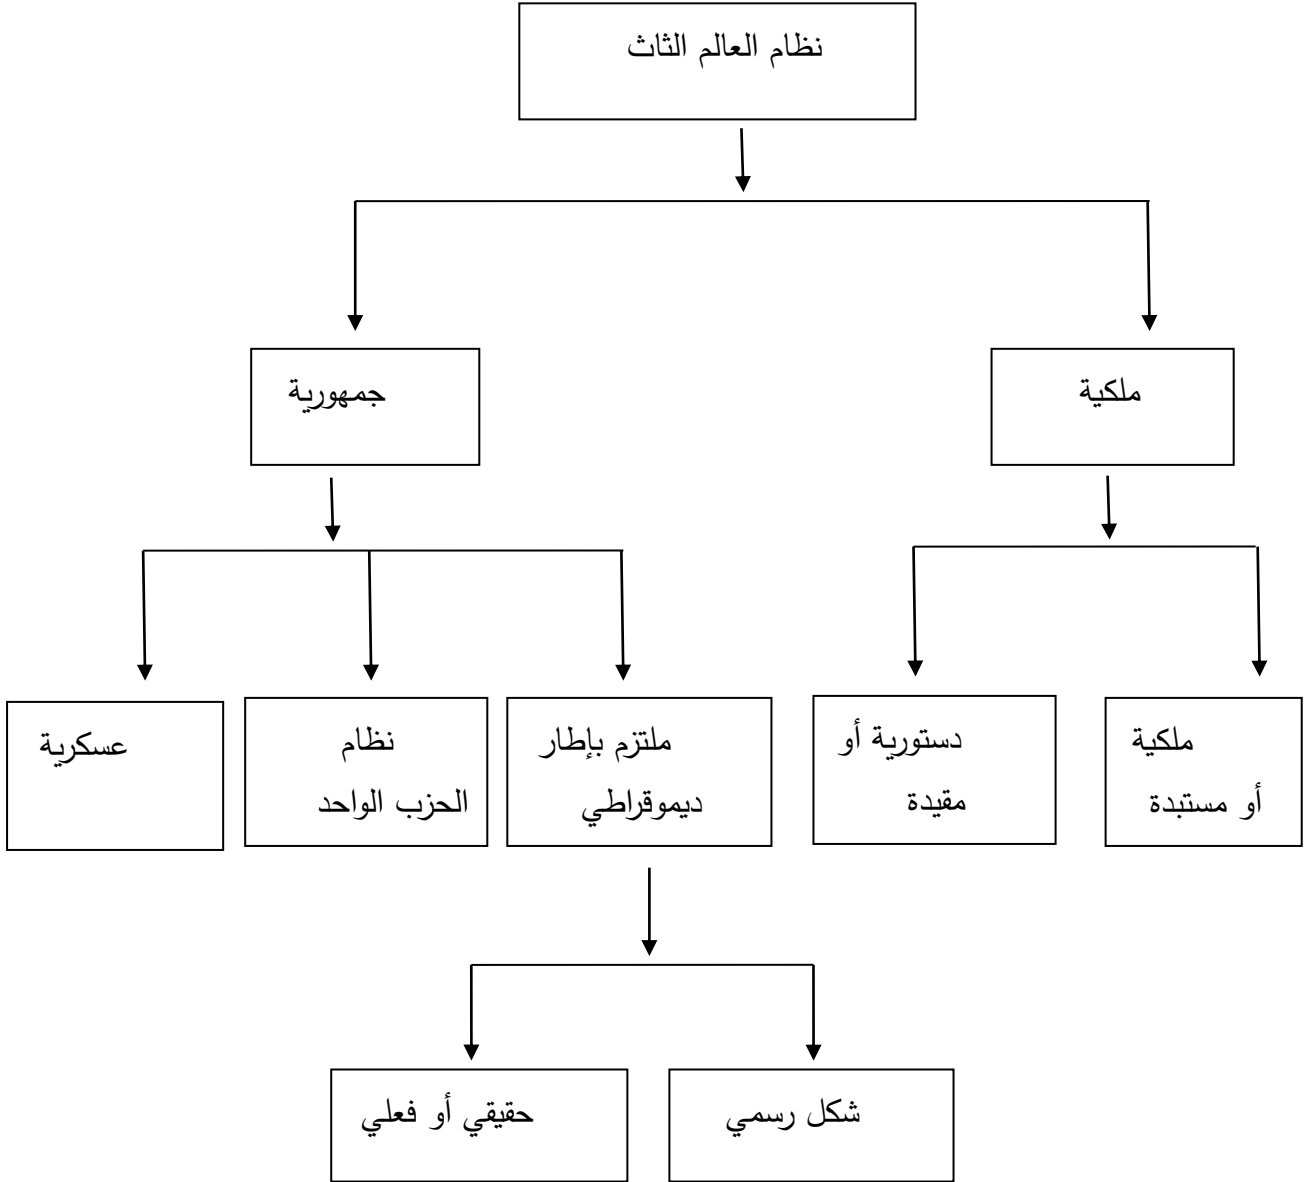 نظام العالم الثاث
ملكية
جمهورية
ملكية
أو مستبدة
دستورية أو
مقيدة
ملتزم بإطار
ديموقراطي
نظام
الحزب الواحد
عسكرية
شكل رسمي
حقيقي أو فعلي